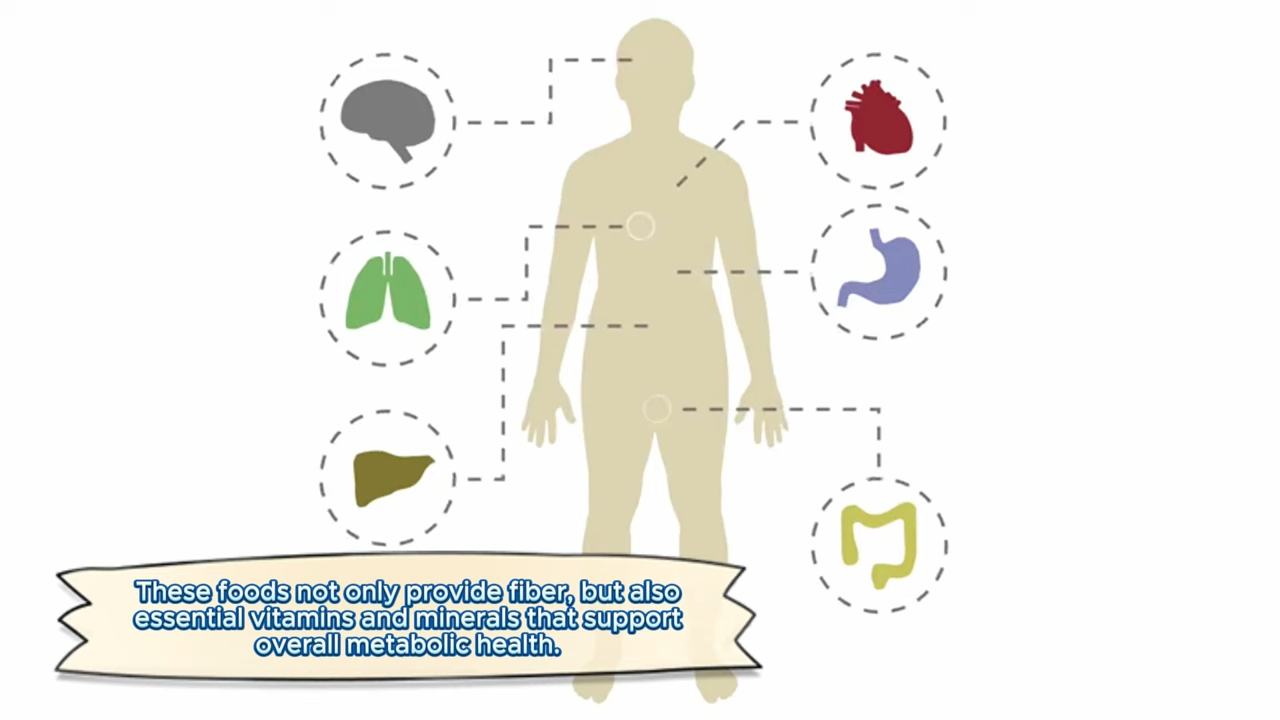 These foods not only provide fiber, but also
essential vitamins and minerals that support
overall metabolic health.